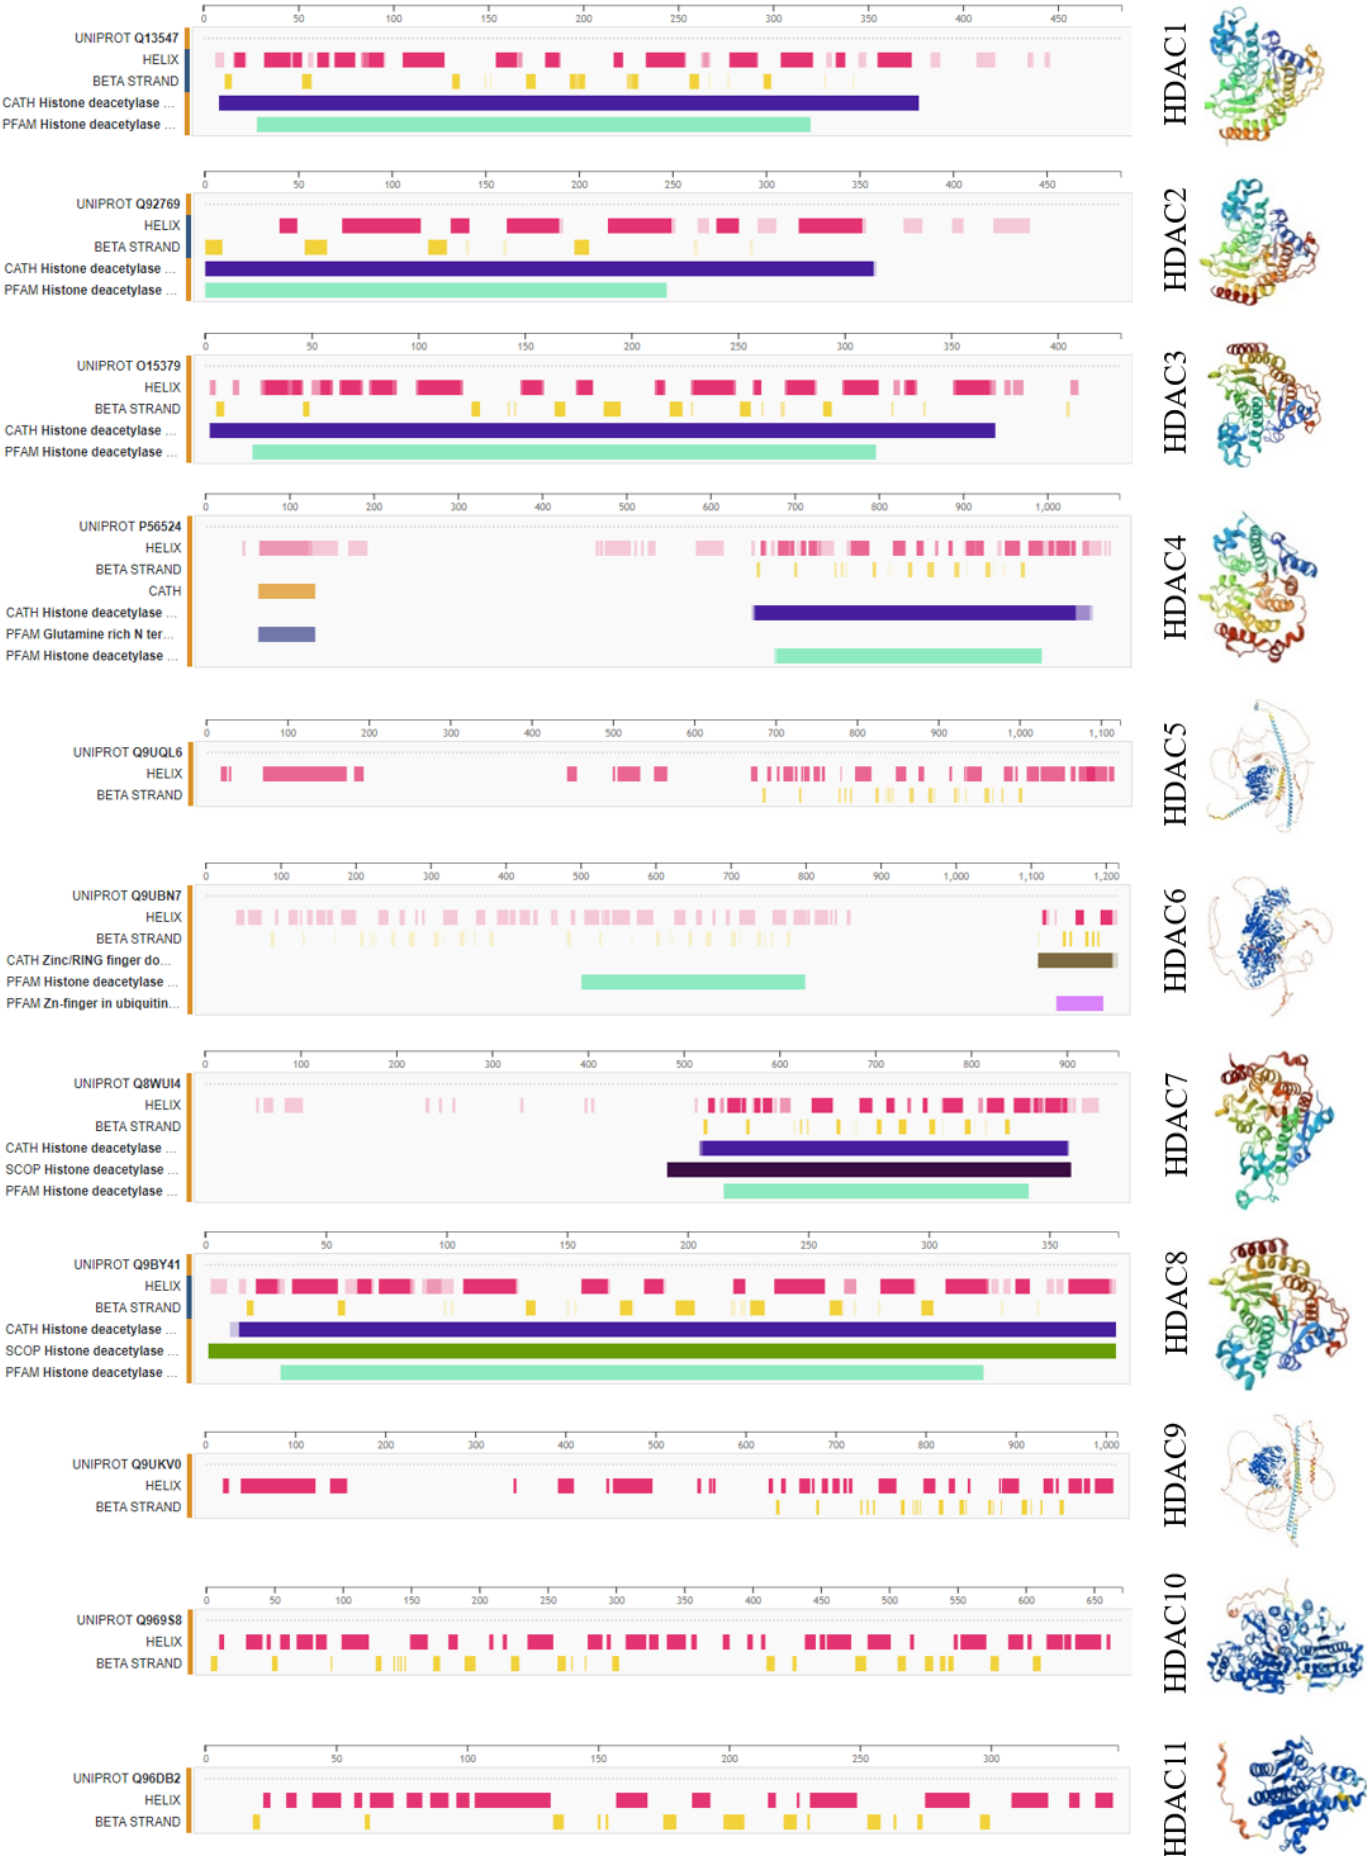 0 50 100 150 200 250 300 350 400 450
UNIPROT Q13547
HELIX
BETA STRAND
CATH Histone deacetylase ...
PFAM Histone deacetylase ...
HDAC1
0 50 100 150 200 250 300 350 400 450
UNIPROT Q92769
HELIX
BETA STRAND
CATH Histone deacetylase ...
PFAM Histone deacetylase ...
HDAC2
0 50 100 150 200 250 300 350 400
UNIPROT O15379
HELIX
BETA STRAND
CATH Histone deacetylase ...
PFAM Histone deacetylase ...
HDAC3
0 100 200 300 400 500 600 700 800 900 1,000
UNIPROT P56524
HELIX
BETA STRAND
CATH
CATH Histone deacetylase ...
PFAM Glutamine rich N ter...
PFAM Histone deacetylase ...
HDAC4
0 100 200 300 400 500 600 700 800 900 1,000 1,100
UNIPROT Q9UQL6
HELIX
BETA STRAND
HDAC5
0 100 200 300 400 500 600 700 800 900 1,000 1,100 1,200
UNIPROT Q9UBN7
HELIX
BETA STRAND
CATH Zinc/RING finger do...
PFAM Histone deacetylase ...
PFAM Zn-finger in ubiquitin...
HDAC6
0 100 200 300 400 500 600 700 800 900
UNIPROT Q8WUI4
HELIX
BETA STRAND
CATH Histone deacetylase ...
SCOP Histone deacetylase ...
PFAM Histone deacetylase ...
HDAC7
0 50 100 150 200 250 300 350
UNIPROT Q9BY41
HELIX
BETA STRAND
CATH Histone deacetylase ...
SCOP Histone deacetylase ...
PFAM Histone deacetylase ...
HDAC8
0 100 200 300 400 500 600 700 800 900 1,000
UNIPROT Q9UKV0
HELIX
BETA STRAND
HDAC9
0 50 100 150 200 250 300 350 400 450 500 550 600 650
UNIPROT Q969S8
HELIX
BETA STRAND
HDAC10
0 50 100 150 200 250 300
UNIPROT Q96DB2
HELIX
BETA STRAND
HDAC11